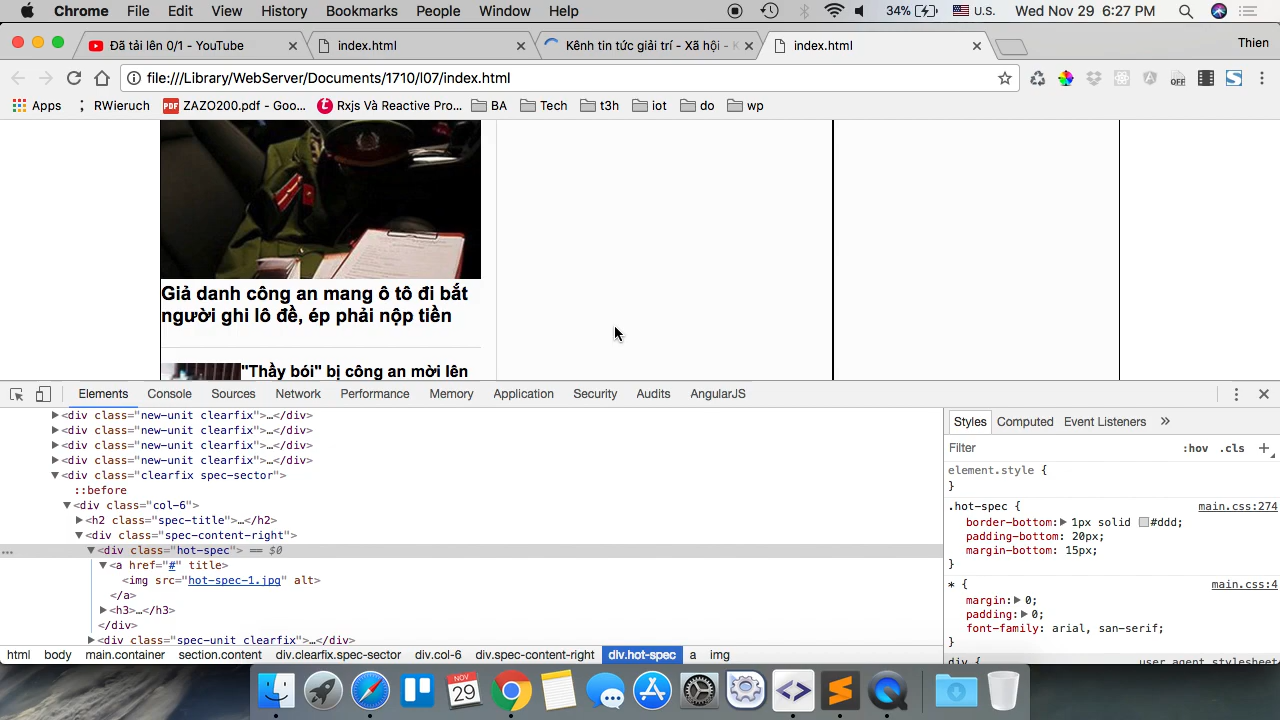 Chrome File Edit View History Bookmarks People Window Help 34% U.S. Wed Nov 29 6:27 PM
Đã tải lên 0/1 - YouTube index.html Kênh tin tức giải trí - Xã hội - index.html Thien
file:///Library/WebServer/Documents/1710/l07/index.html OFF
Apps RWieruch PDF ZAZO200.pdf - Goo... Rxjs Và Reactive Pro... BA Tech t3h iot do wp
Giả danh công an mang ô tô đi bắt
người ghi lô đề, ép phải nộp tiền
"Thầy bói" bị công an mời lên
Elements Console Sources Network Performance Memory Application Security Audits AngularJS
<div class="new-unit clearfix">…</div>
<div class="new-unit clearfix">…</div>
<div class="new-unit clearfix">…</div>
<div class="new-unit clearfix">…</div>
<div class="clearfix spec-sector">
::before
<div class="col-6">
<h2 class="spec-title">…</h2>
<div class="spec-content-right">
... <div class="hot-spec"> == $0
<a href="#" title>
<img src="hot-spec-1.jpg" alt>
</a>
<h3>…</h3>
</div>
<div class="spec-unit clearfix">…</div>
html body main.container section.content div.clearfix.spec-sector div.col-6 div.spec-content-right div.hot-spec a img
Styles Computed Event Listeners »
Filter :hov .cls +
element.style {
}
.hot-spec { main.css:274
border-bottom: 1px solid #ddd;
padding-bottom: 20px;
margin-bottom: 15px;
}
* { main.css:4
margin: 0;
padding: 0;
font-family: arial, san-serif;
}
div { user agent stylesheet
NOV
29